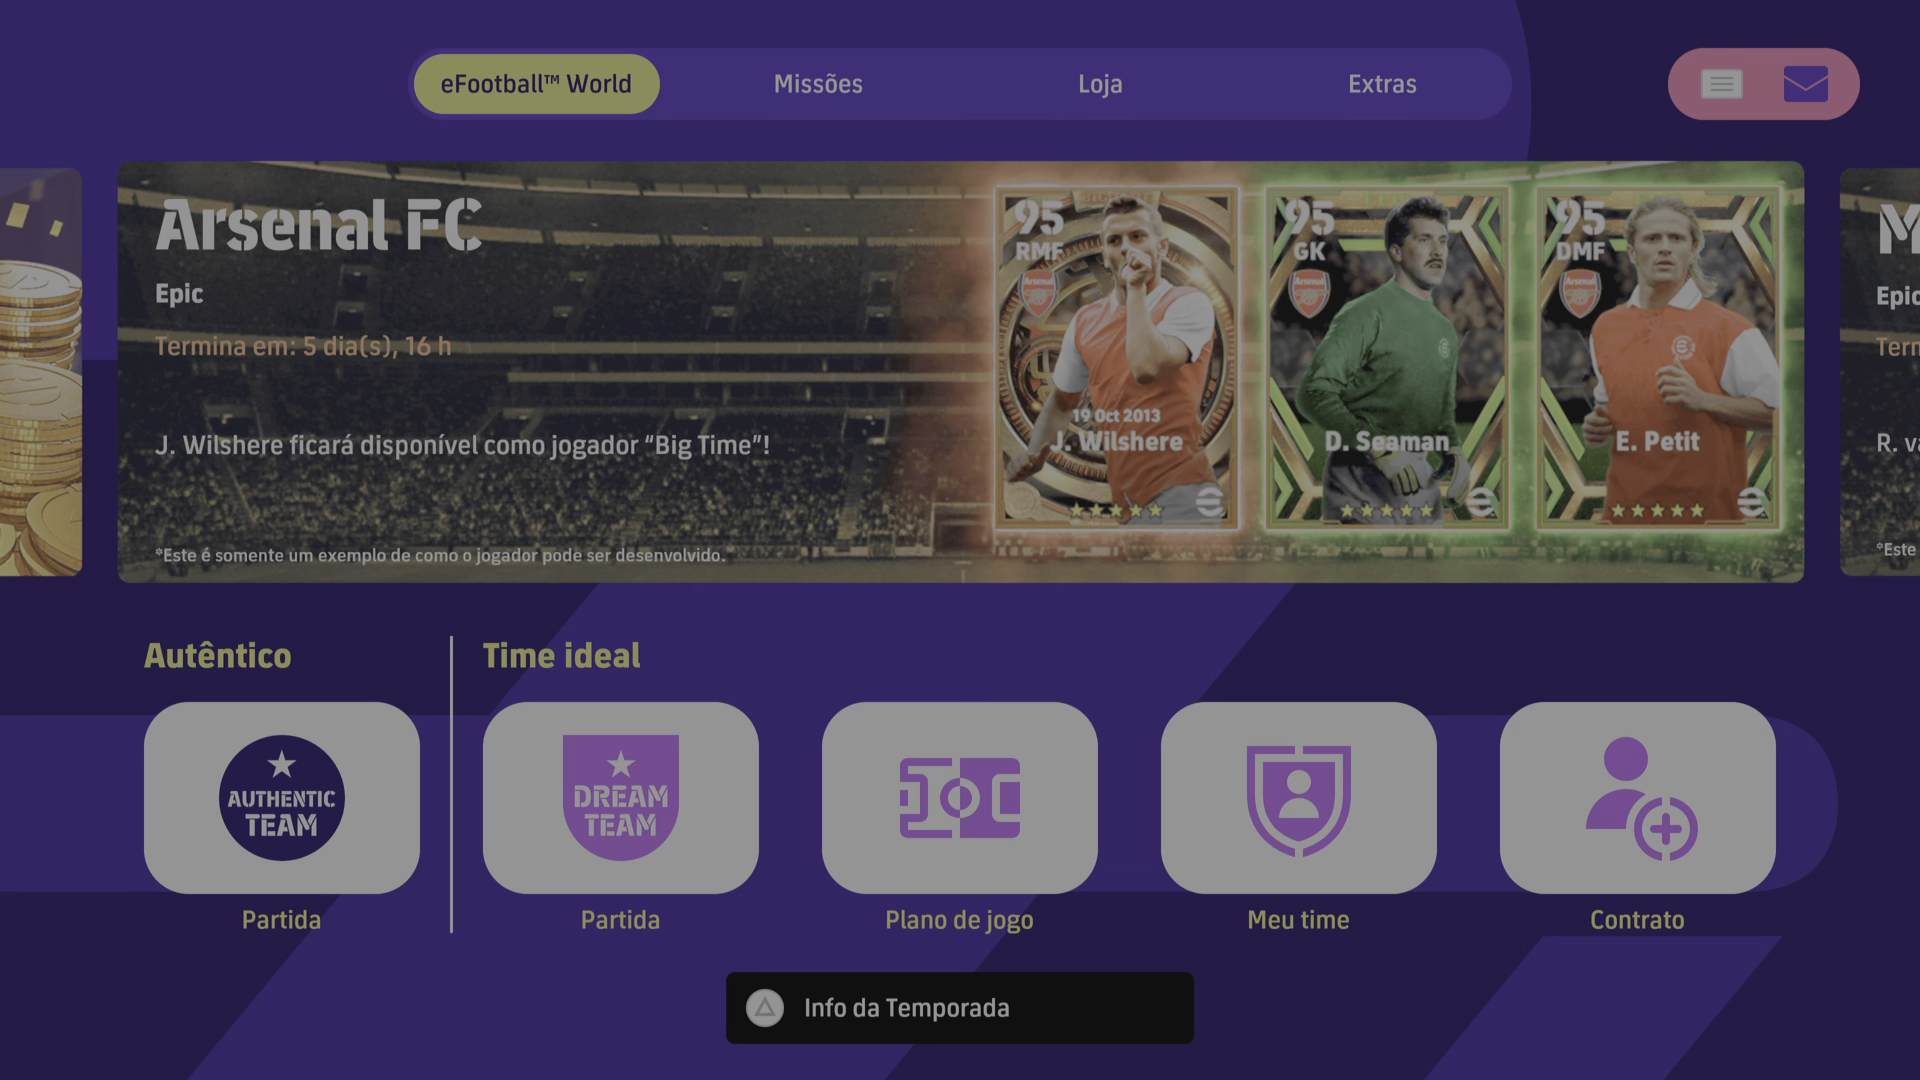 eFootball™ World
Missões
Loja
Extras
Arsenal FC
Epic
Termina em: 5 dia(s), 16 h
J. Wilshere ficará disponível como jogador “Big Time”!
*Este é somente um exemplo de como o jogador pode ser desenvolvido.
95
RMF
Arsenal
19 Oct 2013
J. Wilshere
95
GK
Arsenal
D. Seaman
95
DMF
Arsenal
E. Petit
Epic
*Este
Autêntico
Time ideal
AUTHENTIC
TEAM
DREAM
TEAM
Partida
Partida
Plano de jogo
Meu time
Contrato
Info da Temporada